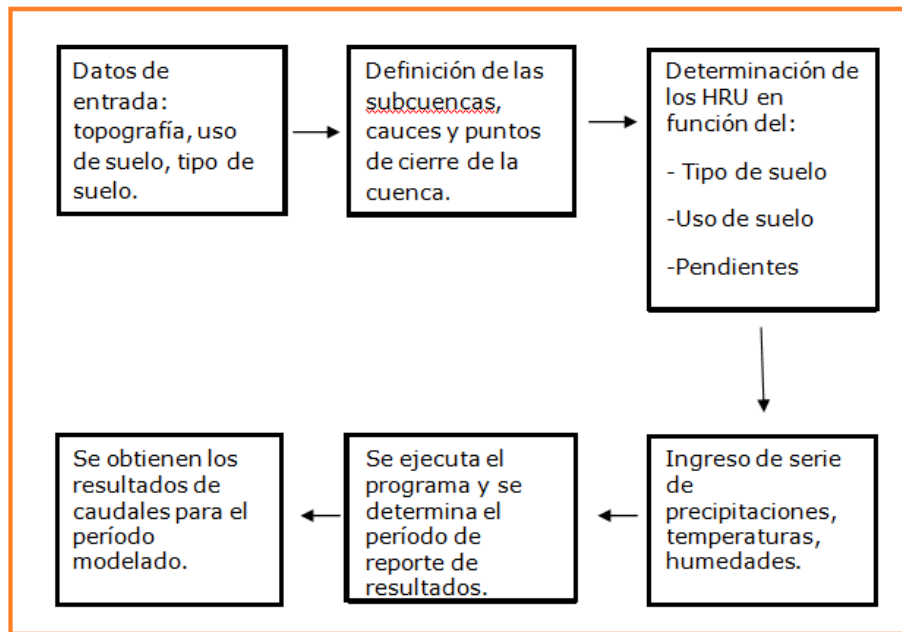 Datos de
entrada:
topografía, uso
de suelo, tipo de
suelo.
Definición de las
subcuencas,
cauces y puntos
de cierre de la
cuenca.
Determinación de
los HRU en
función del:
- Tipo de suelo
-Uso de suelo
-Pendientes
Ingreso de serie
de
precipitaciones,
temperaturas,
humedades.
Se ejecuta el
programa y se
determina el
período de
reporte de
resultados.
Se obtienen los
resultados de
caudales para el
período
modelado.